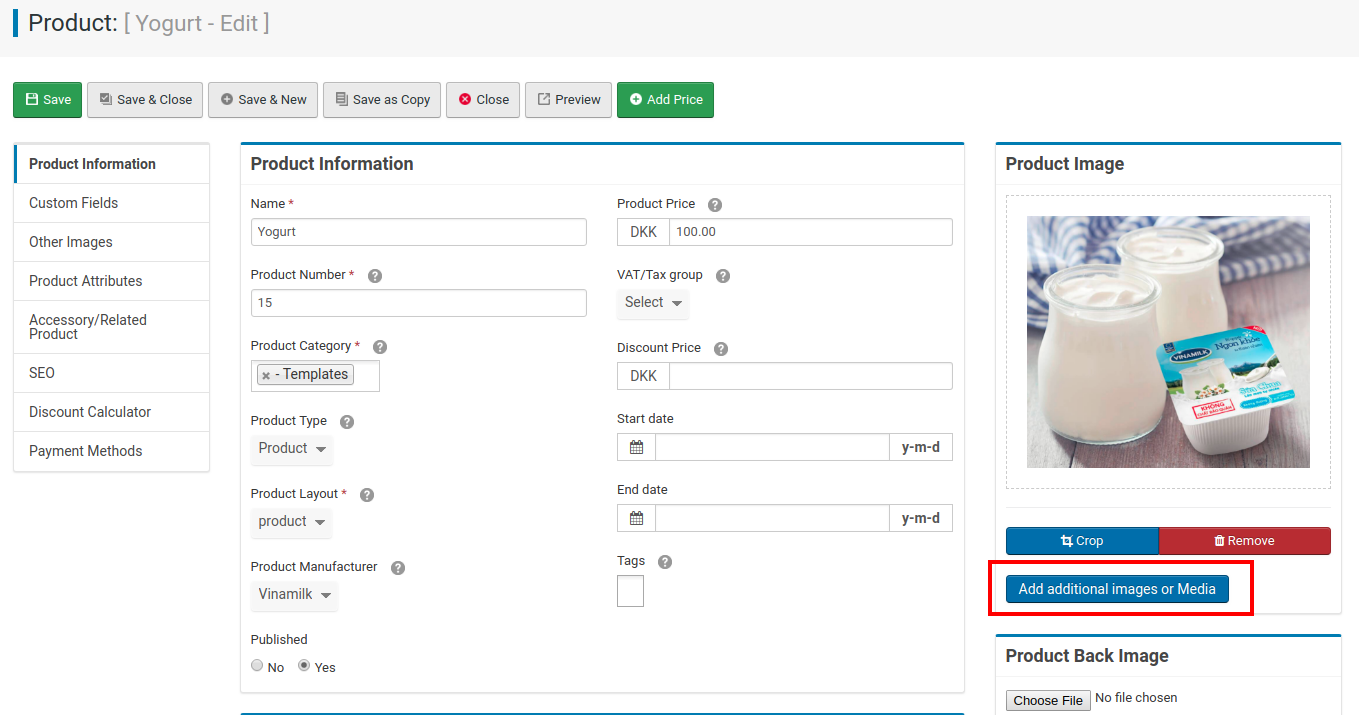 Product: [ Yogurt - Edit ]
Save
Save & Close
Save & New
Save as Copy
Close
Preview
Add Price
Product Information
Custom Fields
Other Images
Product Attributes
Accessory/Related
Product
SEO
Discount Calculator
Payment Methods
Product Information
Name *
Yogurt
Product Number *
15
Product Category *
× - Templates
Product Type
Product
Product Layout *
product
Product Manufacturer
Vinamilk
Published
No
Yes
Product Price
DKK 100.00
VAT/Tax group
Select
Discount Price
DKK
Start date
y-m-d
End date
y-m-d
Tags
Product Image
Ngon khỏe
VINAMILK
Sữa Chua
KHÔNG
Crop
Remove
Add additional images or Media
Product Back Image
Choose File No file chosen